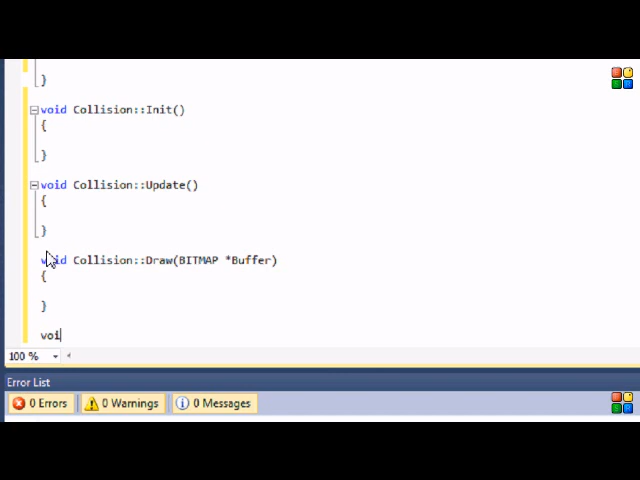 }
void Collision::Init()
{
}
void Collision::Update()
{
}
void Collision::Draw(BITMAP *Buffer)
{
}
voi
100 %
Error List
0 Errors
0 Warnings
0 Messages